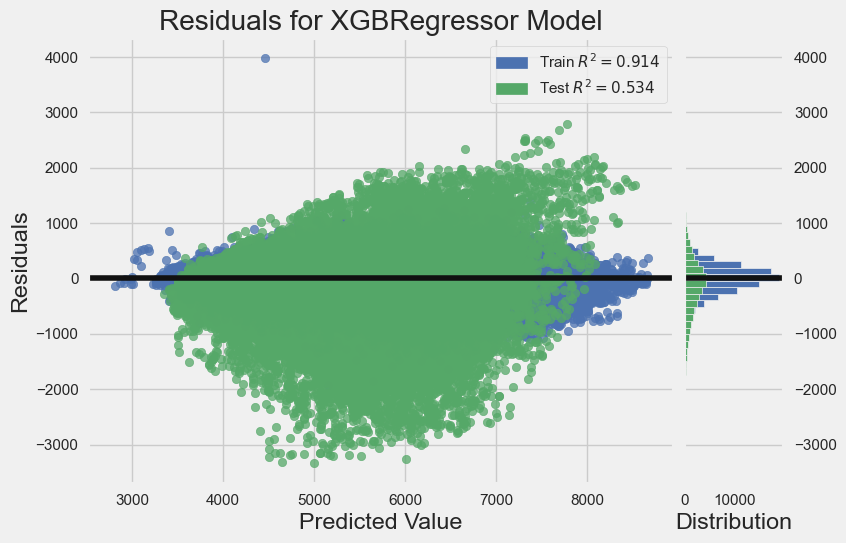 Residuals for XGBRegressor Model
Train R² = 0.914
Test R² = 0.534
4000
3000
2000
1000
0
−1000
−2000
−3000
Residuals
3000 4000 5000 6000 7000 8000
Predicted Value
4000
3000
2000
1000
0
−1000
−2000
−3000
0 10000
Distribution